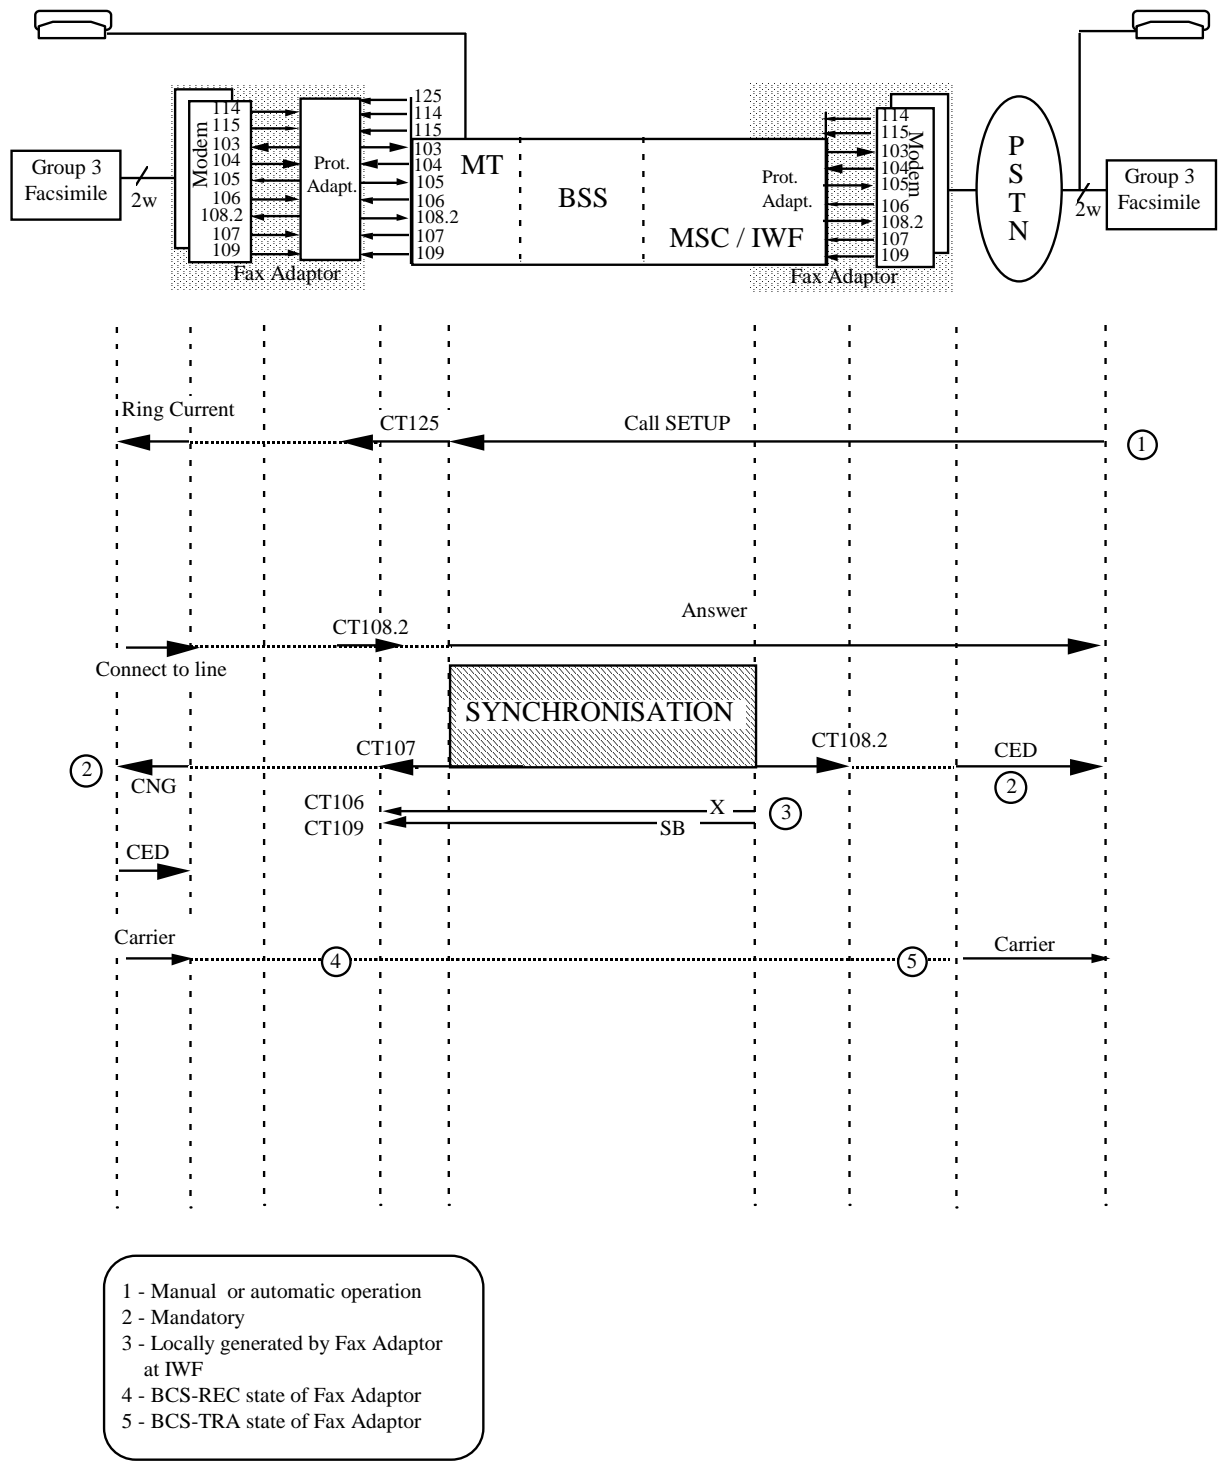 125
114
115
103
104
105
106
108.2
107
109
114
115
103
104
105
106
108.2
107
109
Modem
Prot.
Adapt.
Fax Adaptor
Group 3
Facsimile
2w
MT
BSS
MSC / IWF
Prot.
Adapt.
114
115
103
104
105
106
108.2
107
109
Modem
Fax Adaptor
P
S
T
N
2w
Group 3
Facsimile
Ring Current
CT125
Call SETUP
1
CT108.2
Answer
Connect to line
SYNCHRONISATION
2
CNG
CT107
CT108.2
CED
2
CT106
X
3
CT109
SB
CED
Carrier
4
5
Carrier
1 - Manual or automatic operation
2 - Mandatory
3 - Locally generated by Fax Adaptor
at IWF
4 - BCS-REC state of Fax Adaptor
5 - BCS-TRA state of Fax Adaptor